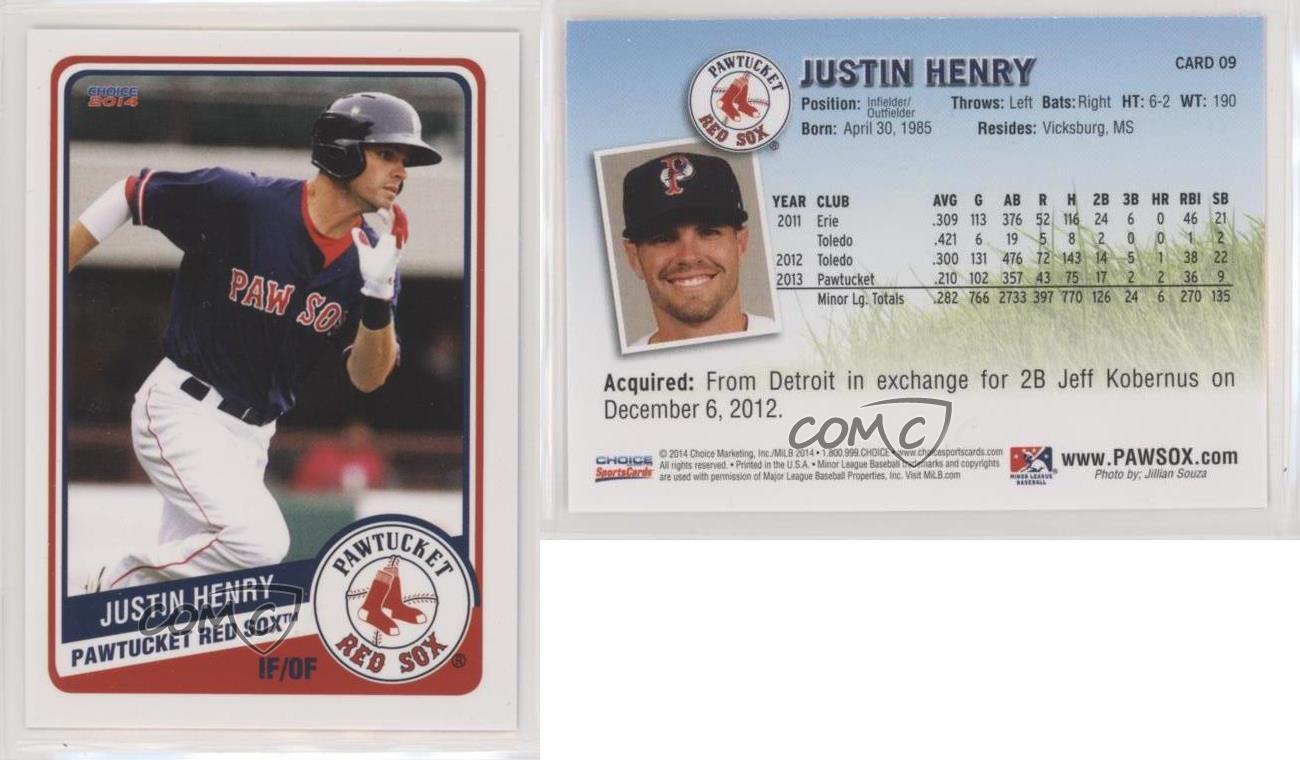 CHOICE
2014
PAW SOX
JUSTIN HENRY
PAWTUCKET RED SOX™
IF/OF
PAWTUCKET
RED SOX
®
COMC
PAWTUCKET
RED SOX
®
JUSTIN HENRY
CARD 09
Position: Infielder/Outfielder Throws: Left Bats: Right HT: 6-2 WT: 190
Born: April 30, 1985 Resides: Vicksburg, MS
P
YEAR CLUB AVG G AB R H 2B 3B HR RBI SB
2011 Erie .309 113 376 52 116 24 6 0 46 21
Toledo .421 6 19 5 8 2 0 0 1 2
2012 Toledo .300 131 476 72 143 14 5 1 38 22
2013 Pawtucket .210 102 357 43 75 17 2 2 36 9
Minor Lg. Totals .282 766 2733 397 770 126 24 6 270 135
Acquired: From Detroit in exchange for 2B Jeff Kobernus on
December 6, 2012.
COMC
CHOICE
SportsCards
© 2014 Choice Marketing, Inc./MiLB 2014 • 1.800.999.CHOICE • www.choicesportscards.com
All rights reserved. • Printed in the U.S.A. • Minor League Baseball trademarks and copyrights
are used with permission of Major League Baseball Properties, Inc. Visit MiLB.com
MINOR LEAGUE
BASEBALL
www.PAWSOX.com
Photo by; Jillian Souza